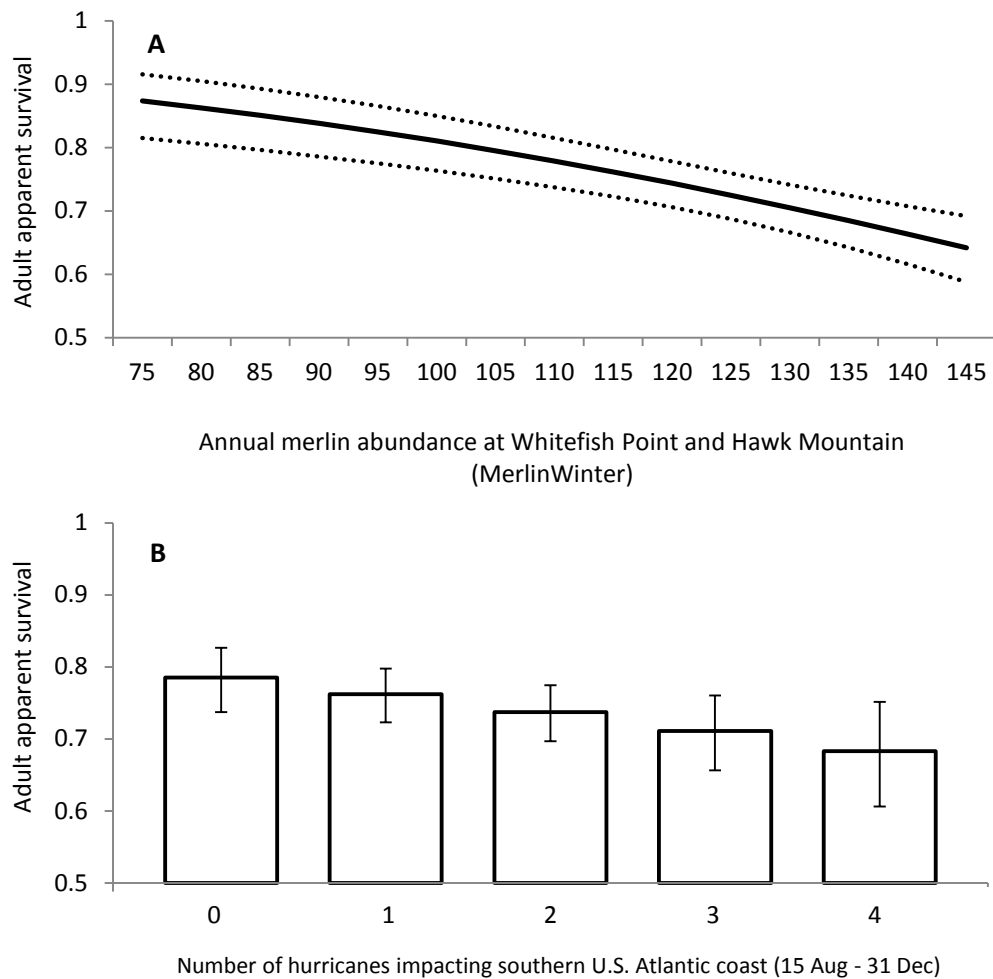 A
Adult apparent survival
1
0.9
0.8
0.7
0.6
0.5
75 80 85 90 95 100 105 110 115 120 125 130 135 140 145
Annual merlin abundance at Whitefish Point and Hawk Mountain
(MerlinWinter)
B
Adult apparent survival
1
0.9
0.8
0.7
0.6
0.5
0 1 2 3 4
Number of hurricanes impacting southern U.S. Atlantic coast (15 Aug - 31 Dec)